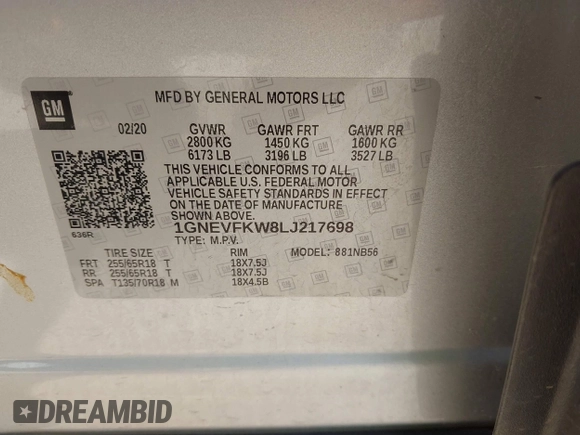 GM
MFD BY GENERAL MOTORS LLC
02/20 GVWR GAWR FRT GAWR RR
2800 KG 1450 KG 1600 KG
6173 LB 3196 LB 3527 LB
THIS VEHICLE CONFORMS TO ALL
APPLICABLE U.S. FEDERAL MOTOR
VEHICLE SAFETY STANDARDS IN EFFECT
ON THE DATE OF MANUFACTURE
SHOWN ABOVE.
636R
1GNEVFKW8LJ217698
TYPE: M.P.V. MODEL: 881NB56
TIRE SIZE RIM
FRT 255/65R18 T 18X7.5J
RR 255/65R18 T 18X7.5J
SPA T135/70R18 M 18X4.5B
DREAMBID